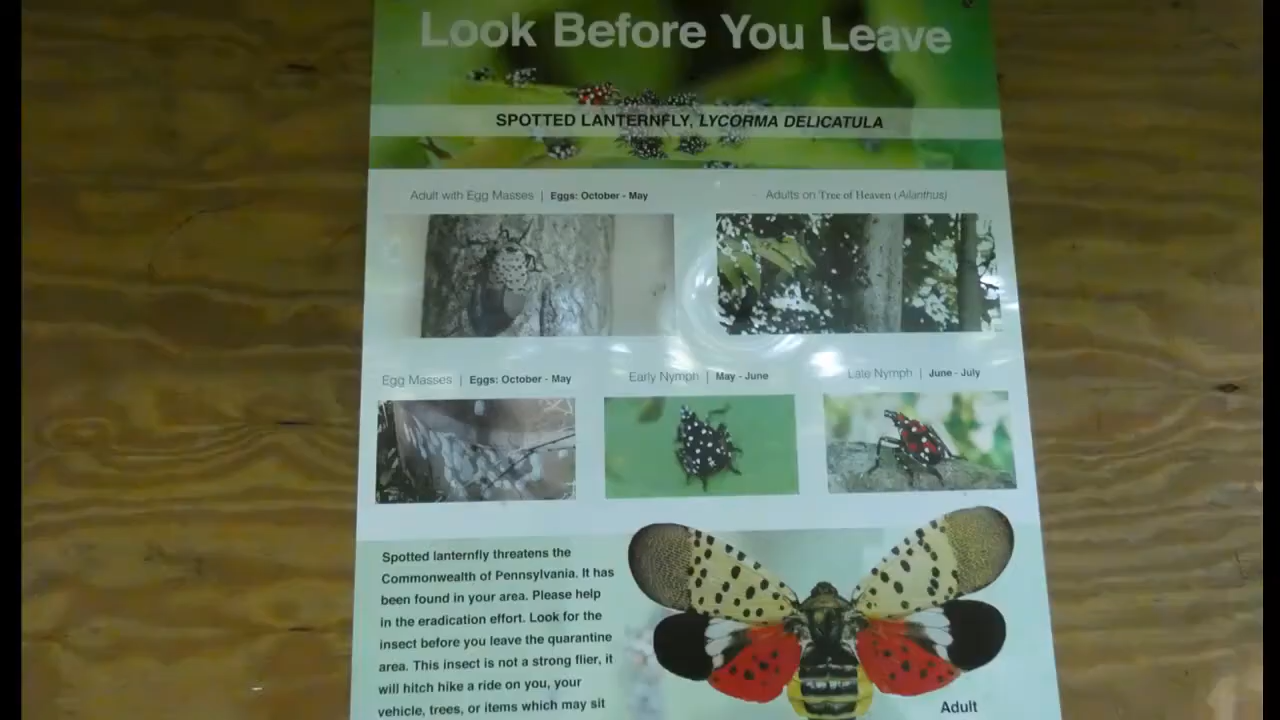 Look Before You Leave
SPOTTED LANTERNFLY, LYCORMA DELICATULA
Adult with Egg Masses | Eggs: October - May
Adults on Tree of Heaven (Ailanthus)
Egg Masses | Eggs: October - May
Early Nymph | May - June
Late Nymph | June - July
Spotted lanternfly threatens the
Commonwealth of Pennsylvania. It has
been found in your area. Please help
in the eradication effort. Look for the
insect before you leave the quarantine
area. This insect is not a strong flier, it
will hitch hike a ride on you, your
vehicle, trees, or items which may sit
Adult